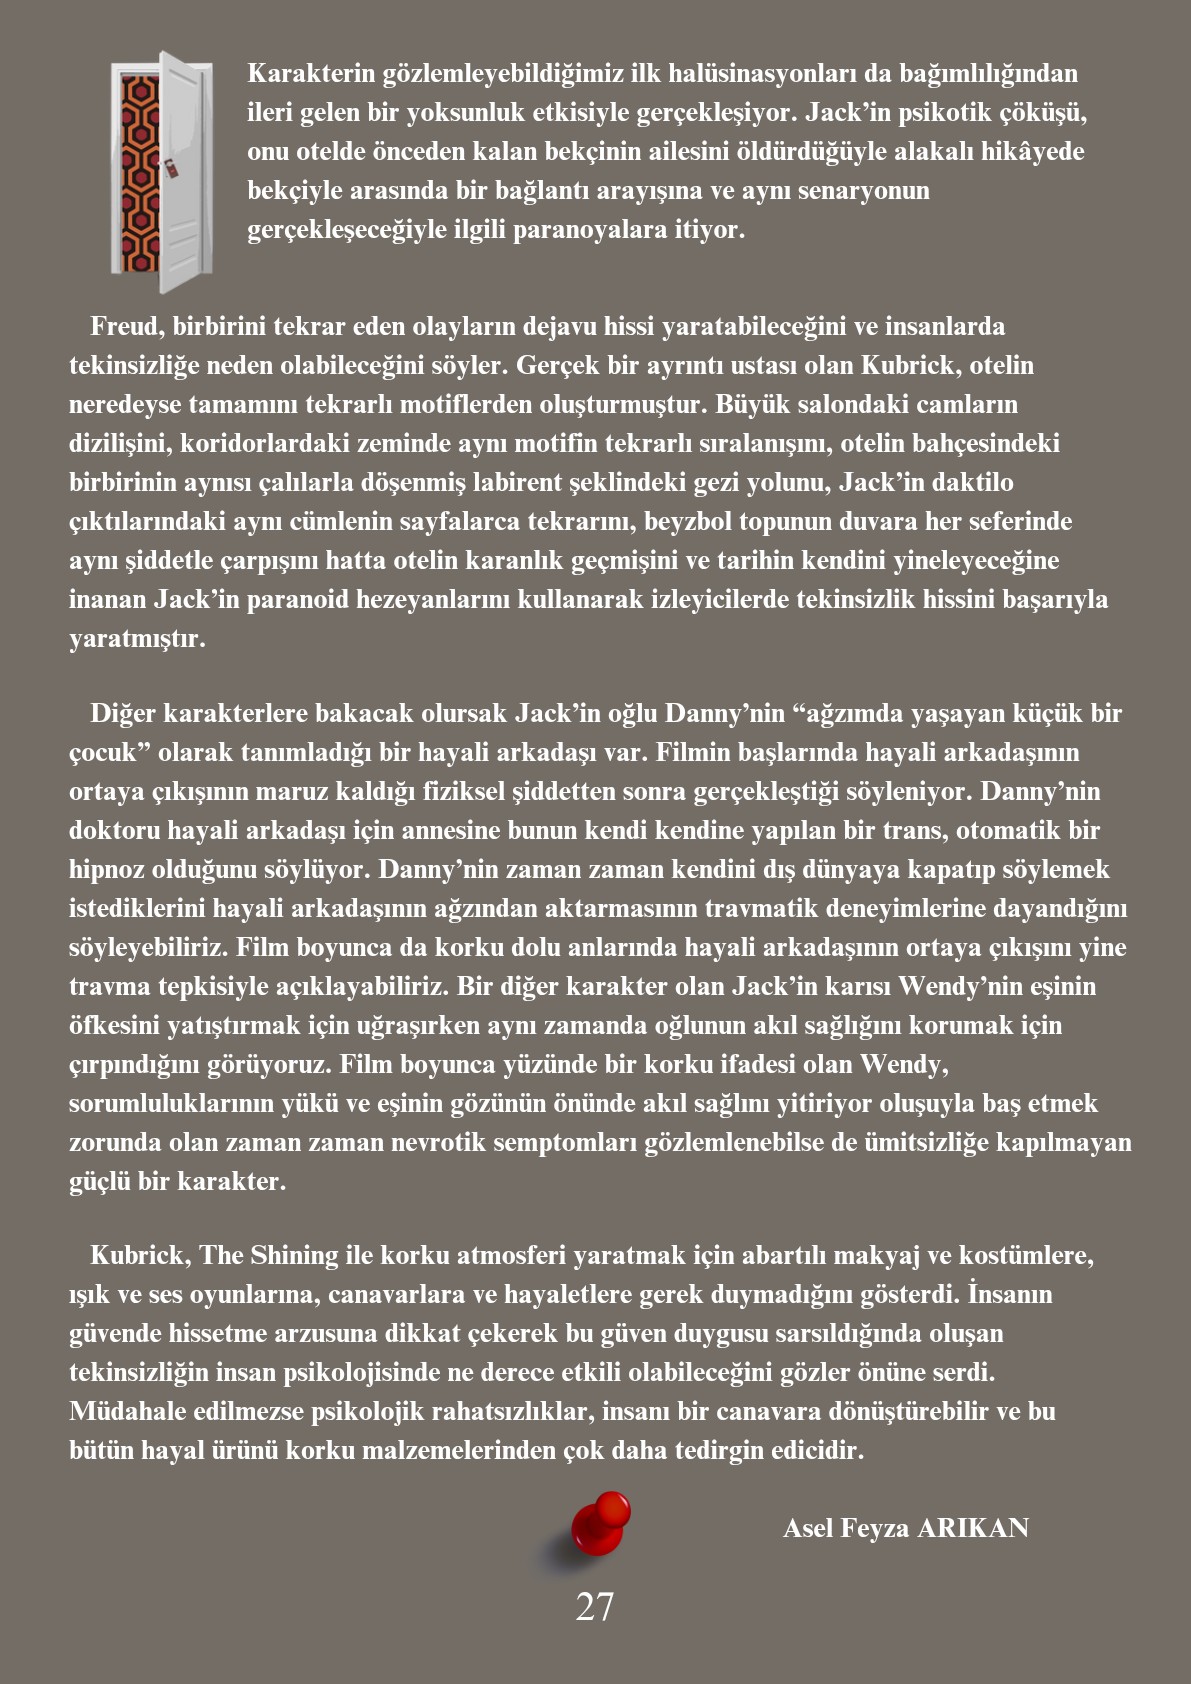 Karakterin gözlemleyebildiğimiz ilk halüsinasyonları da bağımlılığından
ileri gelen bir yoksunluk etkisiyle gerçekleşiyor. Jack’in psikotik çöküşü,
onu otelde önceden kalan bekçinin ailesini öldürdüğüyle alakalı hikâyede
bekçiyle arasında bir bağlantı arayışına ve aynı senaryonun
gerçekleşeceğiyle ilgili paranoyalara itiyor.
Freud, birbirini tekrar eden olayların dejavu hissi yaratabileceğini ve insanlarda
tekinsizliğe neden olabileceğini söyler. Gerçek bir ayrıntı ustası olan Kubrick, otelin
neredeyse tamamını tekrarlı motiflerden oluşturmuştur. Büyük salondaki camların
dizilişini, koridorlardaki zeminde aynı motifin tekrarlı sıralanışını, otelin bahçesindeki
birbirinin aynısı çalılarla döşenmiş labirent şeklindeki gezi yolunu, Jack’in daktilo
çıktılarındaki aynı cümlenin sayfalarca tekrarını, beyzbol topunun duvara her seferinde
aynı şiddetle çarpışını hatta otelin karanlık geçmişini ve tarihin kendini yineleyeceğine
inanan Jack’in paranoid hezeyanlarını kullanarak izleyicilerde tekinsizlik hissini başarıyla
yaratmıştır.
Diğer karakterlere bakacak olursak Jack’in oğlu Danny’nin “ağzımda yaşayan küçük bir
çocuk” olarak tanımladığı bir hayali arkadaşı var. Filmin başlarında hayali arkadaşının
ortaya çıkışının maruz kaldığı fiziksel şiddetten sonra gerçekleştiği söyleniyor. Danny’nin
doktoru hayali arkadaşı için annesine bunun kendi kendine yapılan bir trans, otomatik bir
hipnoz olduğunu söylüyor. Danny’nin zaman zaman kendini dış dünyaya kapatıp söylemek
istediklerini hayali arkadaşının ağzından aktarmasının travmatik deneyimlerine dayandığını
söyleyebiliriz. Film boyunca da korku dolu anlarında hayali arkadaşının ortaya çıkışını yine
travma tepkisiyle açıklayabiliriz. Bir diğer karakter olan Jack’in karısı Wendy’nin eşinin
öfkesini yatıştırmak için uğraşırken aynı zamanda oğlunun akıl sağlığını korumak için
çırpındığını görüyoruz. Film boyunca yüzünde bir korku ifadesi olan Wendy,
sorumluluklarının yükü ve eşinin gözünün önünde akıl sağlını yitiriyor oluşuyla baş etmek
zorunda olan zaman zaman nevrotik semptomları gözlemlenebilse de ümitsizliğe kapılmayan
güçlü bir karakter.
Kubrick, The Shining ile korku atmosferi yaratmak için abartılı makyaj ve kostümlere,
ışık ve ses oyunlarına, canavarlara ve hayaletlere gerek duymadığını gösterdi. İnsanın
güvende hissetme arzusuna dikkat çekerek bu güven duygusu sarsıldığında oluşan
tekinsizliğin insan psikolojisinde ne derece etkili olabileceğini gözler önüne serdi.
Müdahale edilmezse psikolojik rahatsızlıklar, insanı bir canavara dönüştürebilir ve bu
bütün hayal ürünü korku malzemelerinden çok daha tedirgin edicidir.
Asel Feyza ARIKAN
27